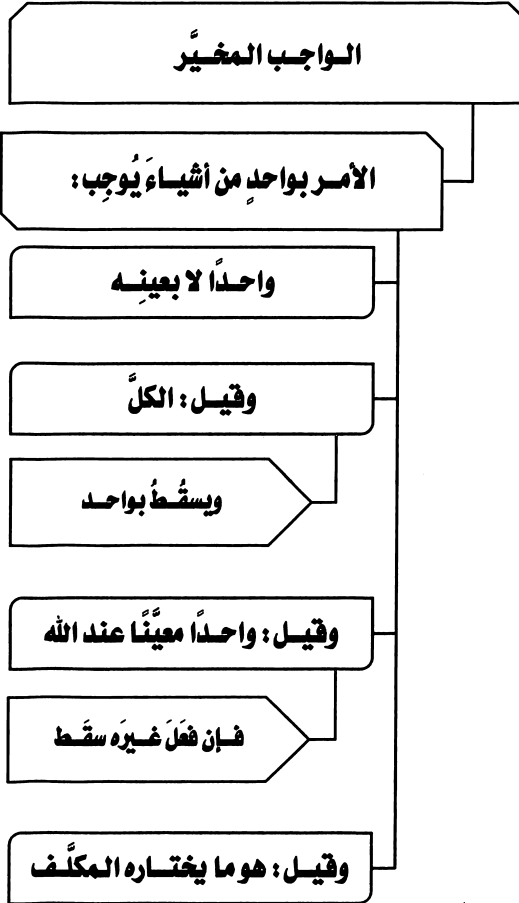 الواجب المخيَّر
الأمر بواحدٍ من أشياءَ يُوجِب:
واحدًا لا بعينِه
وقيل: الكلَّ
ويسقُطُ بواحد
وقيل: واحدًا معيَّنًا عند الله
فإن فعَلَ غيرَه سقَط
وقيل: هو ما يختاره المكلَّف